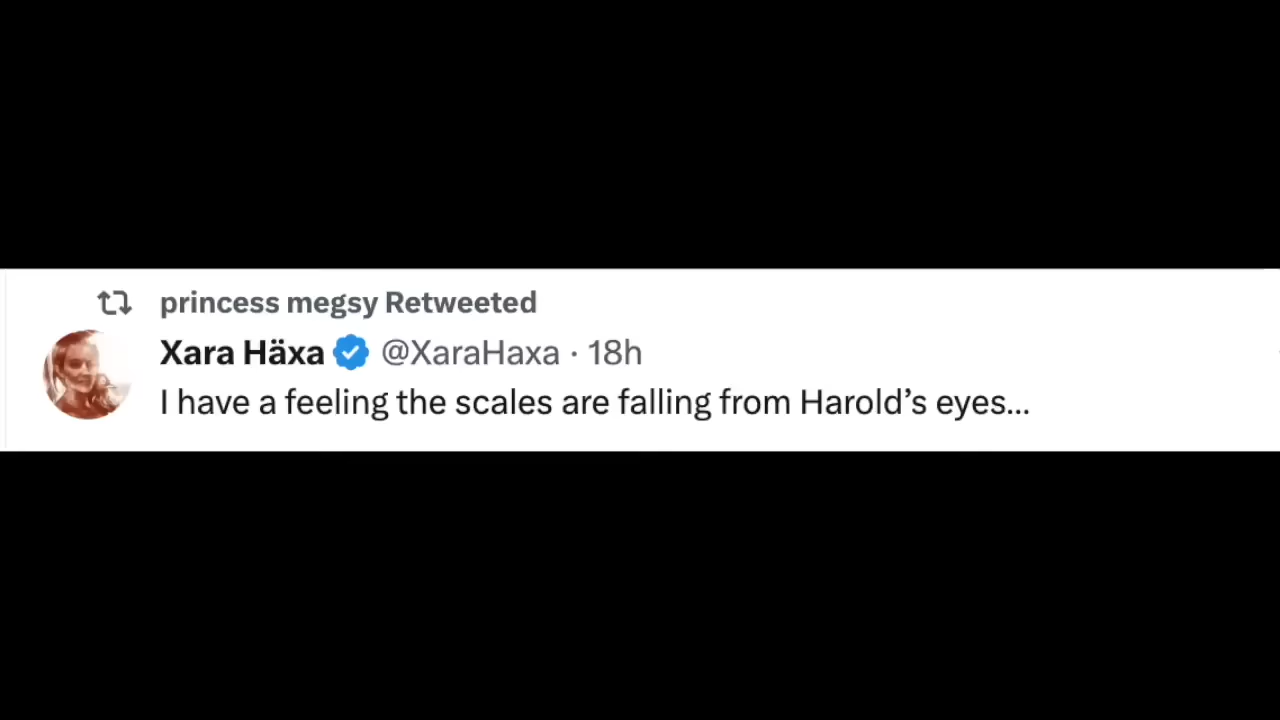 princess megsy Retweeted
Xara Häxa @XaraHaxa · 18h
I have a feeling the scales are falling from Harold’s eyes...